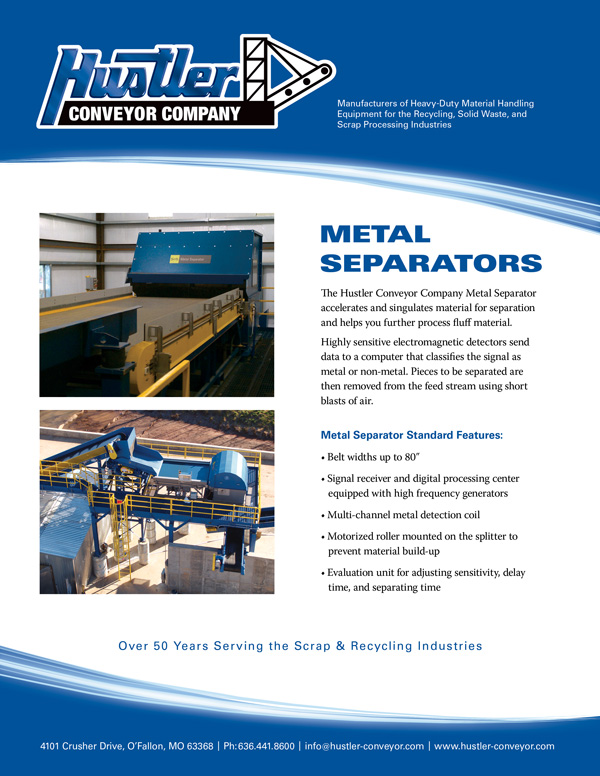 Hustler
CONVEYOR COMPANY
Manufacturers of Heavy-Duty Material Handling
Equipment for the Recycling, Solid Waste, and
Scrap Processing Industries
METAL
SEPARATORS
The Hustler Conveyor Company Metal Separator
accelerates and singulates material for separation
and helps you further process fluff material.
Highly sensitive electromagnetic detectors send
data to a computer that classifies the signal as
metal or non-metal. Pieces to be separated are
then removed from the feed stream using short
blasts of air.
Metal Separator Standard Features:
• Belt widths up to 80"
• Signal receiver and digital processing center
equipped with high frequency generators
• Multi-channel metal detection coil
• Motorized roller mounted on the splitter to
prevent material build-up
• Evaluation unit for adjusting sensitivity, delay
time, and separating time
Over 50 Years Serving the Scrap & Recycling Industries
4101 Crusher Drive, O'Fallon, MO 63368 | Ph: 636.441.8600 | info@hustler-conveyor.com | www.hustler-conveyor.com